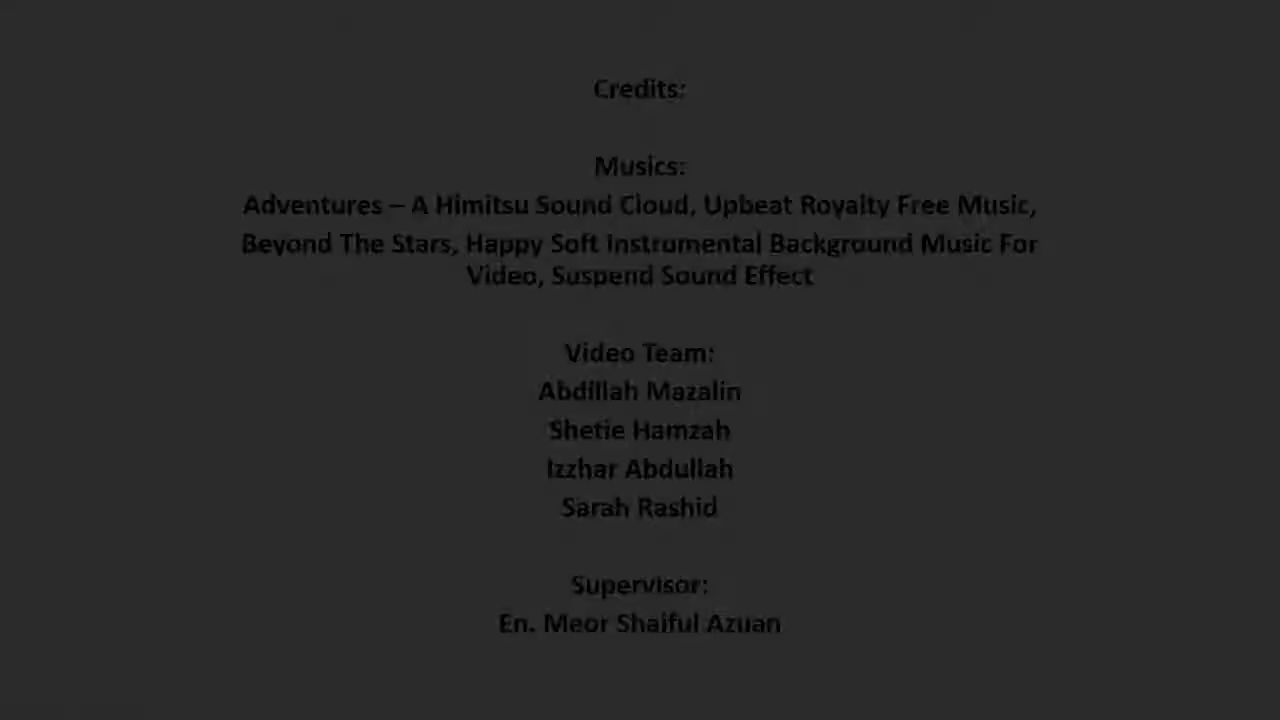 Credits:
Musics:
Adventures – A Himitsu Sound Cloud, Upbeat Royalty Free Music,
Beyond The Stars, Happy Soft Instrumental Background Music For
Video, Suspend Sound Effect
Video Team:
Abdillah Mazalin
Shetie Hamzah
Izzhar Abdullah
Sarah Rashid
Supervisor:
En. Meor Shaiful Azuan